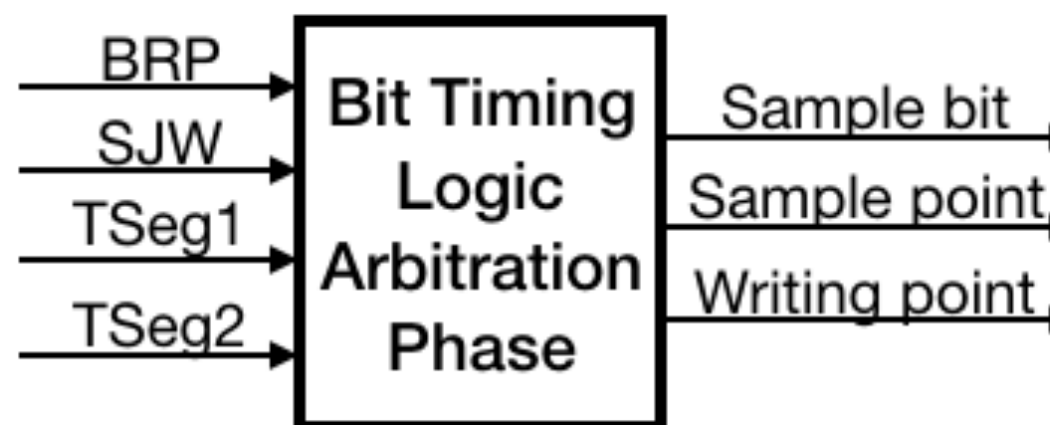 BRP
SJW
TSeg1
TSeg2
Bit Timing
Logic
Arbitration
Phase
Sample bit
Sample point
Writing point